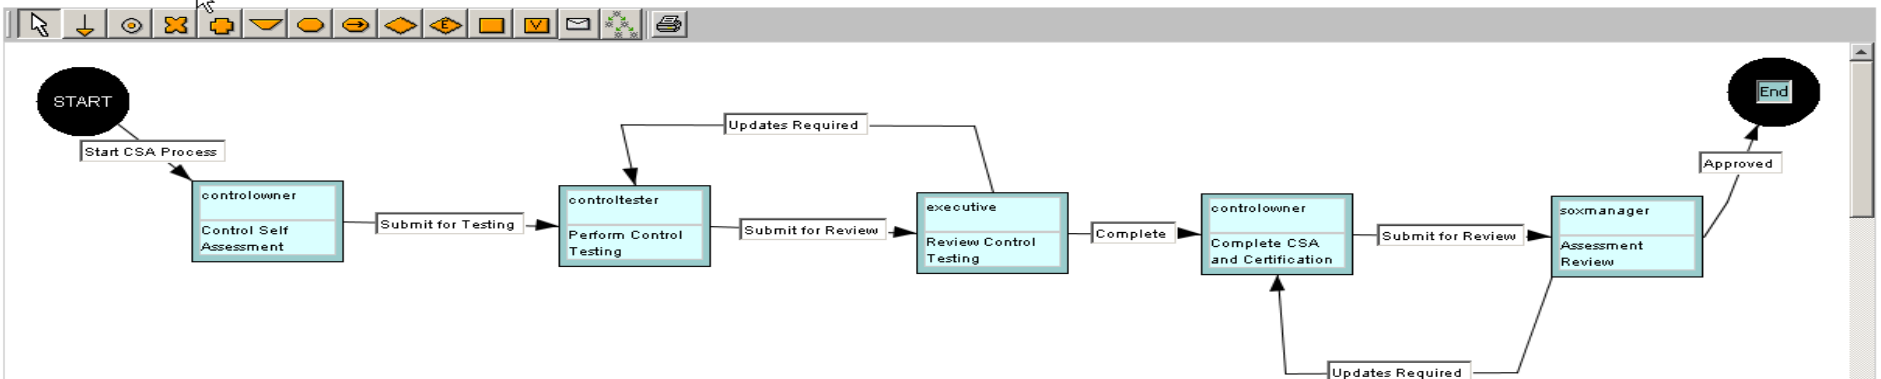 E
V
START
End
Updates Required
Start CSA Process
Approved
controlowner
Control Self
Assessment
Submit for Testing
controltester
Perform Control
Testing
Submit for Review
executive
Review Control
Testing
Complete
controlowner
Complete CSA
and Certification
Submit for Review
soxmanager
Assessment
Review
Updates Required